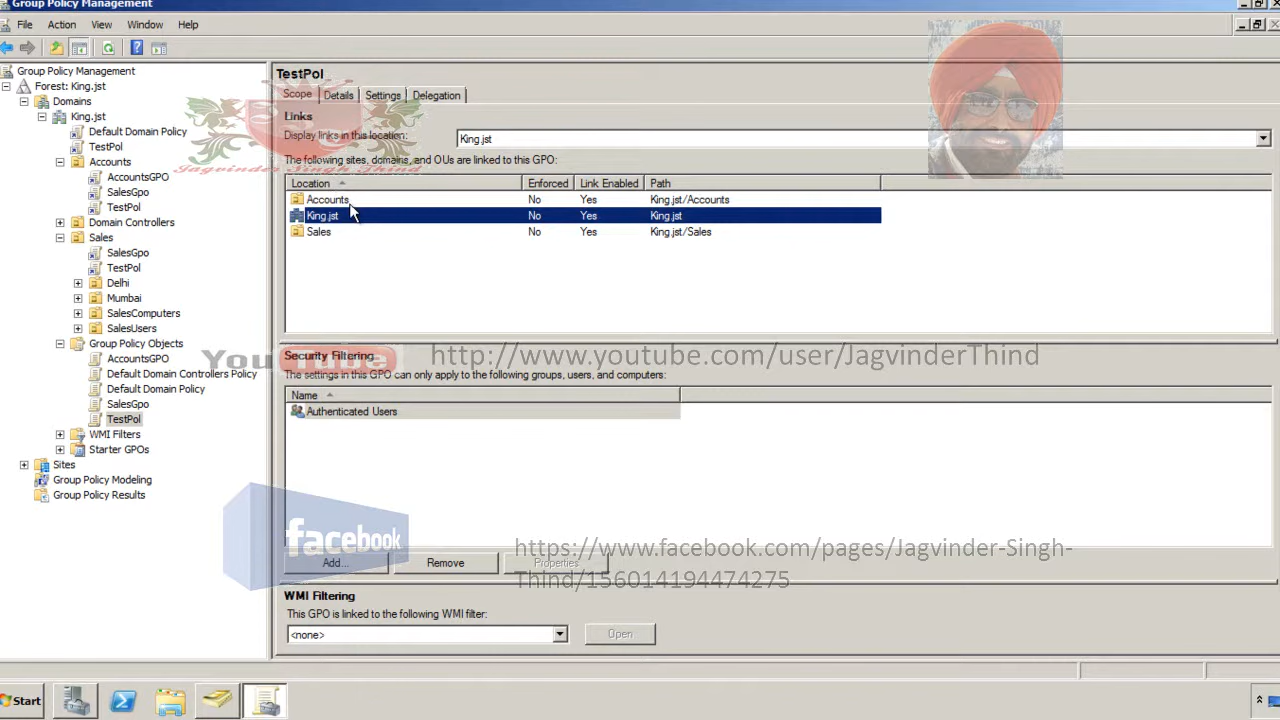 Group Policy Management
File Action View Window Help
Group Policy Management
Forest: King.jst
Domains
King.jst
Default Domain Policy
TestPol
Accounts
AccountsGPO
SalesGpo
TestPol
Domain Controllers
Sales
SalesGpo
TestPol
Delhi
Mumbai
SalesComputers
SalesUsers
Group Policy Objects
AccountsGPO
Default Domain Controllers Policy
Default Domain Policy
SalesGpo
TestPol
WMI Filters
Starter GPOs
Sites
Group Policy Modeling
Group Policy Results
TestPol
Scope Details Settings Delegation
Links
Display links in this location: King.jst
Jagvinder Singh Thind
The following sites, domains, and OUs are linked to this GPO:
Location Enforced Link Enabled Path
Accounts No Yes King.jst/Accounts
King.jst No Yes King.jst
Sales No Yes King.jst/Sales
YouTube http://www.youtube.com/user/JagvinderThind
Security Filtering
The settings in this GPO can only apply to the following groups, users, and computers:
Name
Authenticated Users
facebook
https://www.facebook.com/pages/Jagvinder-Singh-
Thind/156014194474275
Add... Remove Properties
WMI Filtering
This GPO is linked to the following WMI filter:
<none> Open
Start